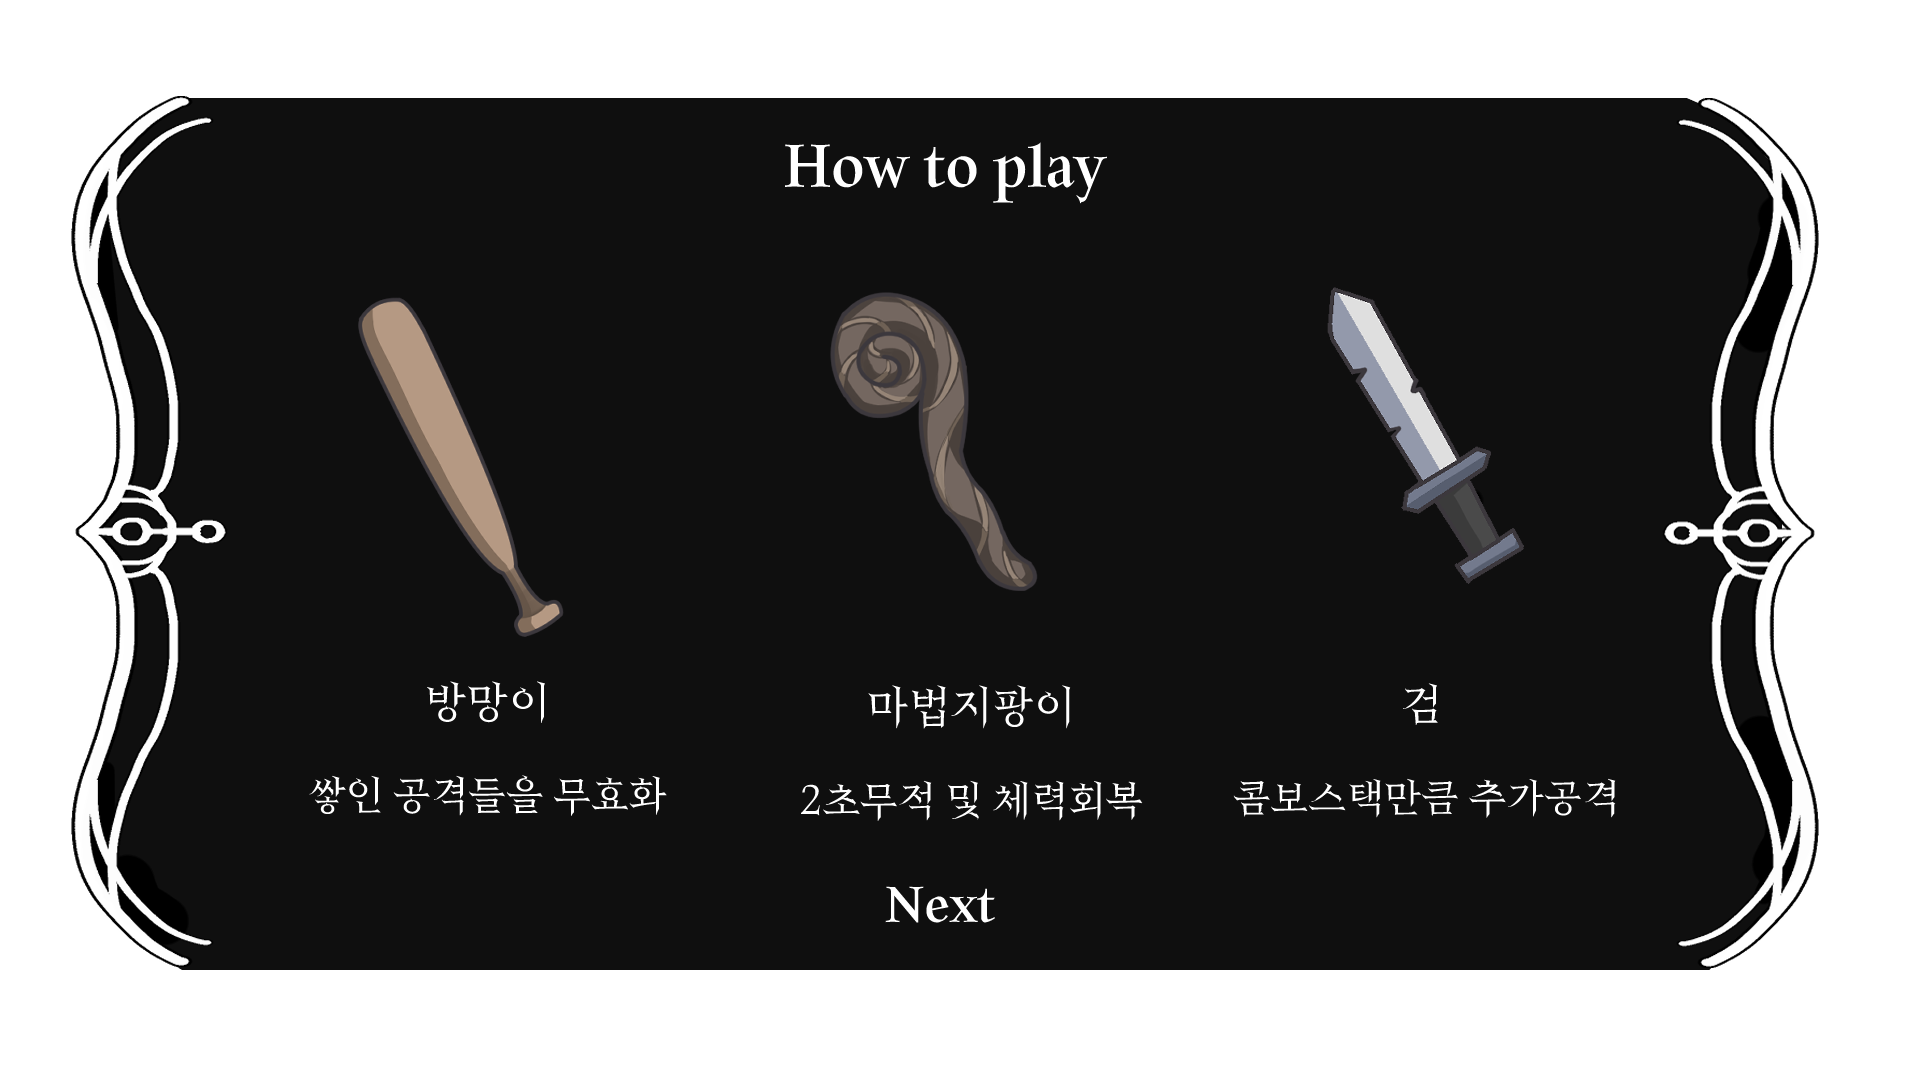 How to play
방망이
마법지팡이
검
쌓인 공격들을 무효화
2초무적 및 체력회복
콤보스택만큼 추가공격
Next